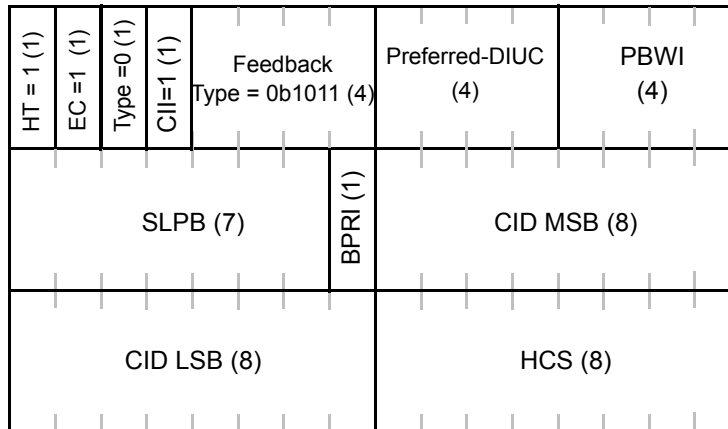 HT = 1 (1)
EC =1 (1)
Type =0 (1)
CII=1 (1)
Feedback
Type = 0b1011 (4)
Preferred-DIUC
(4)
PBWI
(4)
SLPB (7)
BPRI (1)
CID MSB (8)
CID LSB (8)
HCS (8)